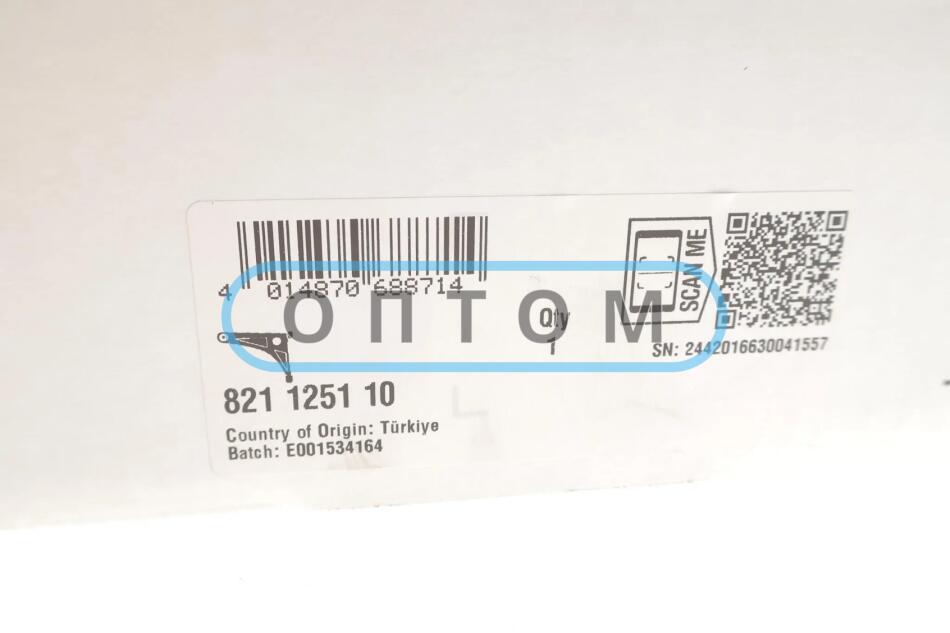 4 014870 688714
ОПТОМ
Qty
1
SCAN ME
SN: 2442016630041557
821 1251 10
Country of Origin: Türkiye
Batch: E001534164